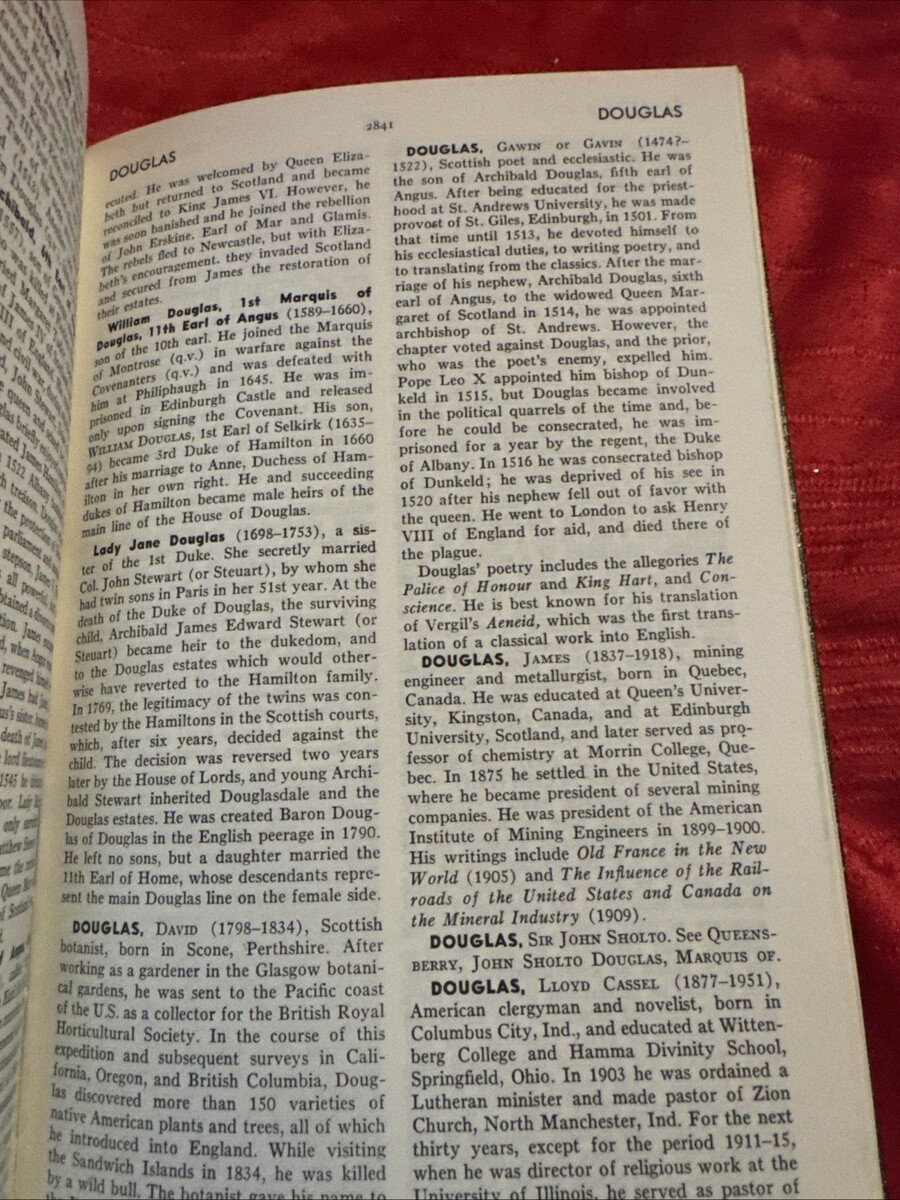 2841
DOUGLAS
DOUGLAS
ecuted. He was welcomed by Queen Eliza-
beth but returned to Scotland and became
reconciled to King James VI. However, he
was soon banished and he joined the rebellion
of John Erskine, Earl of Mar and Glamis.
The rebels fled to Newcastle, but with Eliza-
beth's encouragement, they invaded Scotland
and secured from James the restoration of
their estates.
William Douglas, 1st Marquis of
Douglas, 11th Earl of Angus (1589–1660),
son of the 10th earl. He joined the Marquis
of Montrose (q.v.) in warfare against the
Covenanters (q.v.) and was defeated with
him at Philiphaugh in 1645. He was im-
prisoned in Edinburgh Castle and released
only upon signing the Covenant. His son,
WILLIAM DOUGLAS, 1st Earl of Selkirk (1635–
94) became 3rd Duke of Hamilton in 1660
after his marriage to Anne, Duchess of Ham-
ilton in her own right. He and succeeding
dukes of Hamilton became male heirs of the
main line of the House of Douglas.
Lady Jane Douglas (1698–1753), a sis-
ter of the 1st Duke. She secretly married
Col. John Stewart (or Steuart), by whom she
had twin sons in Paris in her 51st year. At the
death of the Duke of Douglas, the surviving
child, Archibald James Edward Stewart (or
Steuart) became heir to the dukedom, and
to the Douglas estates which would other-
wise have reverted to the Hamilton family.
In 1769, the legitimacy of the twins was con-
tested by the Hamiltons in the Scottish courts,
which, after six years, decided against the
child. The decision was reversed two years
later by the House of Lords, and young Archi-
bald Stewart inherited Douglasdale and the
Douglas estates. He was created Baron Doug-
las of Douglas in the English peerage in 1790.
He left no sons, but a daughter married the
11th Earl of Home, whose descendants repre-
sent the main Douglas line on the female side.
DOUGLAS, DAVID (1798–1834), Scottish
botanist, born in Scone, Perthshire. After
working as a gardener in the Glasgow botani-
cal gardens, he was sent to the Pacific coast
of the U.S. as a collector for the British Royal
Horticultural Society. In the course of this
expedition and subsequent surveys in Cali-
fornia, Oregon, and British Columbia, Doug-
las discovered more than 150 varieties of
native American plants and trees, all of which
he introduced into England. While visiting
the Sandwich Islands in 1834, he was killed
by a wild bull. The botanist gave his name to
DOUGLAS, GAWIN OR GAVIN (1474?–
1522), Scottish poet and ecclesiastic. He was
the son of Archibald Douglas, fifth earl of
Angus. After being educated for the priest-
hood at St. Andrews University, he was made
provost of St. Giles, Edinburgh, in 1501. From
that time until 1513, he devoted himself to
his ecclesiastical duties, to writing poetry, and
to translating from the classics. After the mar-
riage of his nephew, Archibald Douglas, sixth
earl of Angus, to the widowed Queen Mar-
garet of Scotland in 1514, he was appointed
archbishop of St. Andrews. However, the
chapter voted against Douglas, and the prior,
who was the poet's enemy, expelled him.
Pope Leo X appointed him bishop of Dun-
keld in 1515, but Douglas became involved
in the political quarrels of the time and, be-
fore he could be consecrated, he was im-
prisoned for a year by the regent, the Duke
of Albany. In 1516 he was consecrated bishop
of Dunkeld; he was deprived of his see in
1520 after his nephew fell out of favor with
the queen. He went to London to ask Henry
VIII of England for aid, and died there of
the plague.
Douglas' poetry includes the allegories The
Palice of Honour and King Hart, and Con-
science. He is best known for his translation
of Vergil's Aeneid, which was the first trans-
lation of a classical work into English.
DOUGLAS, JAMES (1837–1918), mining
engineer and metallurgist, born in Quebec,
Canada. He was educated at Queen's Univer-
sity, Kingston, Canada, and at Edinburgh
University, Scotland, and later served as pro-
fessor of chemistry at Morrin College, Que-
bec. In 1875 he settled in the United States,
where he became president of several mining
companies. He was president of the American
Institute of Mining Engineers in 1899–1900.
His writings include Old France in the New
World (1905) and The Influence of the Rail-
roads of the United States and Canada on
the Mineral Industry (1909).
DOUGLAS, SIR JOHN SHOLTO. See QUEENS-
BERRY, JOHN SHOLTO DOUGLAS, MARQUIS OF.
DOUGLAS, LLOYD CASSEL (1877–1951),
American clergyman and novelist, born in
Columbus City, Ind., and educated at Witten-
berg College and Hamma Divinity School,
Springfield, Ohio. In 1903 he was ordained a
Lutheran minister and made pastor of Zion
Church, North Manchester, Ind. For the next
thirty years, except for the period 1911–15,
when he was director of religious work at the
University of Illinois, he served as pastor of